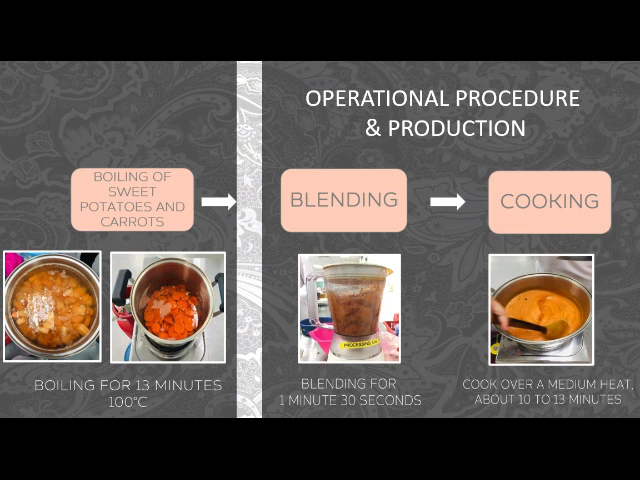 OPERATIONAL PROCEDURE
& PRODUCTION
BOILING OF
SWEET
POTATOES AND
CARROTS
BLENDING
COOKING
PROCESSING
BOILING FOR 13 MINUTES
100°C
BLENDING FOR
1 MINUTE 30 SECONDS
COOK OVER A MEDIUM HEAT,
ABOUT 10 TO 13 MINUTES